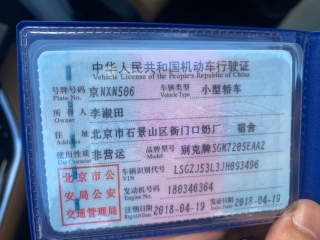 中华人民共和国机动车行驶证
Vehicle License of the People's Republic of China
号牌号码 京NXN586 车辆类型 小型轿车
Plate No. Vehicle Type
所有人 李淑田
住址 北京市石景山区衙门口奶厂 宿舍
使用性质 非营运 品牌型号 别克牌SGM7205EAA2
Use Character
北京市公安局公安交通管理局
车辆识别代号 LSGZJ53L3JH093496
VIN
发动机号码 180346364
Engine No.
注册日期 2018-04-19 发证日期 2018-04-19
Register Date Issue Date